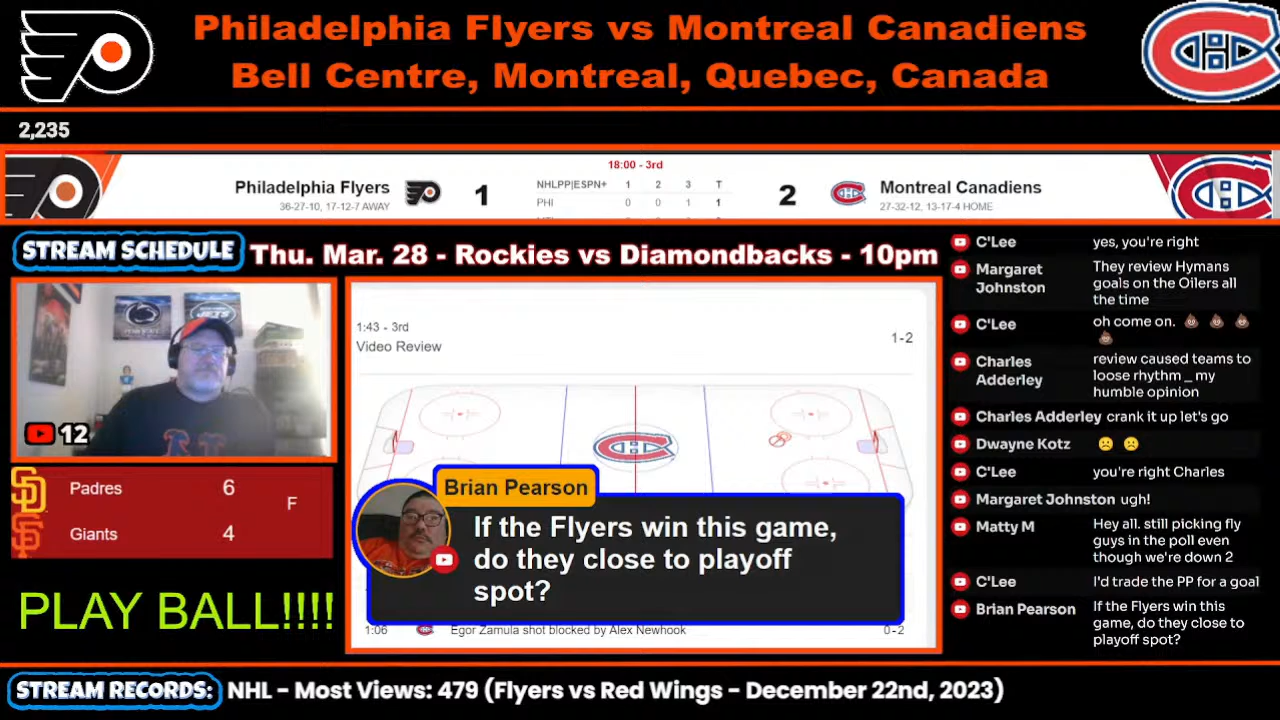 Philadelphia Flyers vs Montreal Canadiens
Bell Centre, Montreal, Quebec, Canada
2,235
18:00 - 3rd
Philadelphia Flyers
36-27-10, 17-12-7 AWAY
1
NHLPP|ESPN+ 1 2 3 T
PHI 0 0 1 1
2
Montreal Canadiens
27-32-12, 13-17-4 HOME
STREAM SCHEDULE
Thu. Mar. 28 - Rockies vs Diamondbacks - 10pm
PENN STATE
JETS
12
Padres 6
Giants 4
F
PLAY BALL!!!!
1:43 - 3rd
Video Review
1-2
Brian Pearson
If the Flyers win this game,
do they close to playoff
spot?
1:06 Egor Zamula shot blocked by Alex Newhook 0-2
C'Lee yes, you're right
Margaret Johnston They review Hymans
goals on the Oilers all
the time
C'Lee oh come on. 💩 💩 💩
💩
Charles Adderley review caused teams to
loose rhythm _ my
humble opinion
Charles Adderley crank it up let's go
Dwayne Kotz ☹️ ☹️
C'Lee you're right Charles
Margaret Johnston ugh!
Matty M Hey all. still picking fly
guys in the poll even
though we're down 2
C'Lee I'd trade the PP for a goal
Brian Pearson If the Flyers win this
game, do they close to
playoff spot?
STREAM RECORDS: NHL - Most Views: 479 (Flyers vs Red Wings - December 22nd, 2023)